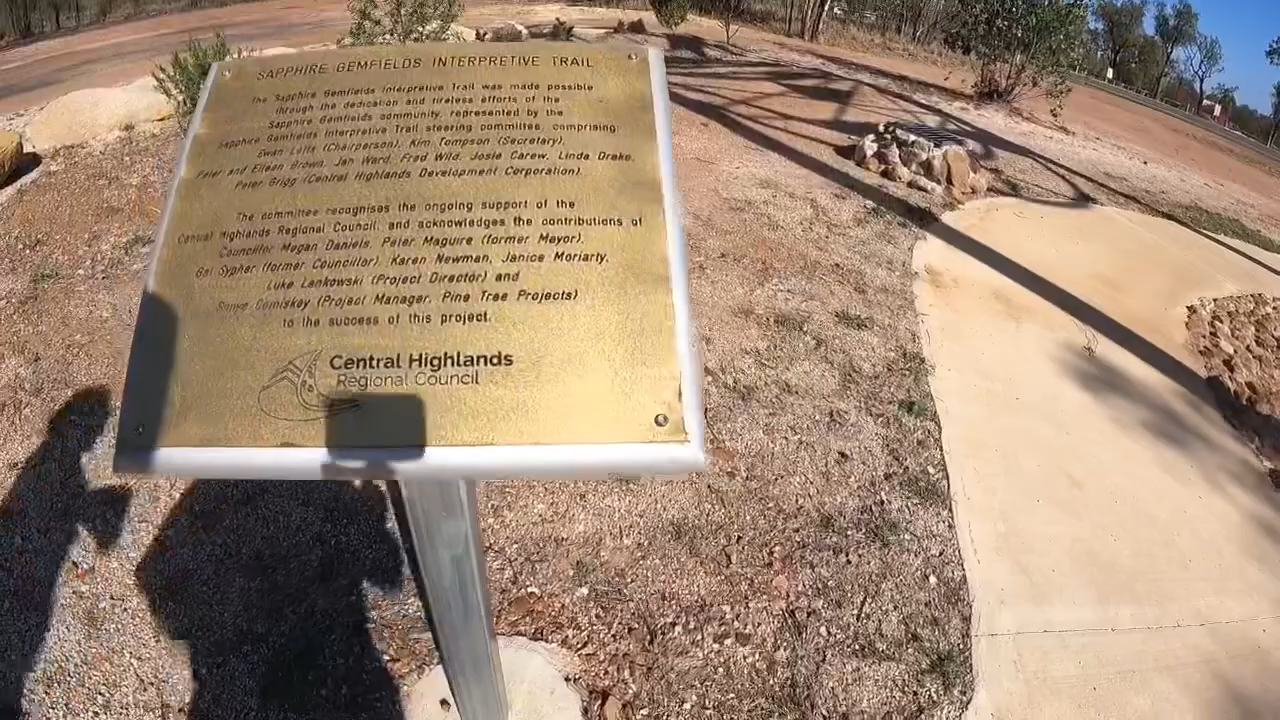 SAPPHIRE GEMFIELDS INTERPRETIVE TRAIL
The Sapphire Gemfields Interpretive Trail was made possible
through the dedication and tireless efforts of the
Sapphire Gemfields community, represented by the
Sapphire Gemfields Interpretive Trail steering committee, comprising:
Ewan (Chairperson), Kim Tompson (Secretary),
Peter and Eileen Brown, Jan Ward, Fred Wild, Josie Carew, Linda Drake,
Peter Grigg (Central Highlands Development Corporation).
The committee recognises the ongoing support of the
Central Highlands Regional Council, and acknowledges the contributions of
Councillor Megan Daniels, Peter Maguire (former Mayor),
Gai Sypher (former Councillor), Karen Newman, Janice Moriarty,
Luke Lankowski (Project Director) and
Comiskey (Project Manager, Pine Tree Projects)
to the success of this project.
Central Highlands
Regional Council